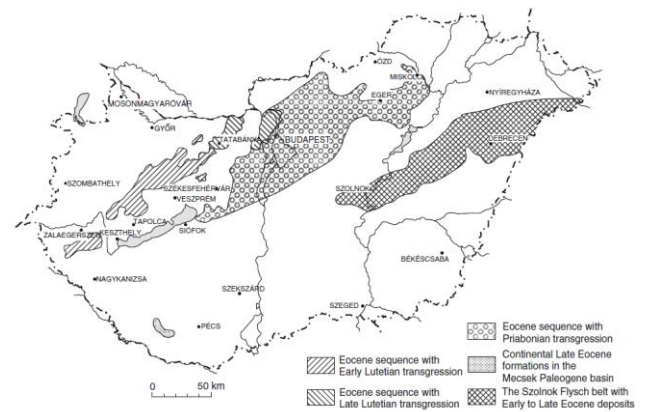 ÓZD
MISKOLC
MOSONMAGYARÓVÁR
NYÍREGYHÁZA
EGER
GYŐR
TATABÁNYA
BUDAPEST
DEBRECEN
SZOMBATHELY
SZÉKESFEHÉRVÁR
SZOLNOK
VESZPRÉM
TAPOLCA
ZALAEGERSZEG
KESZTHELY
SIÓFOK
BÉKÉSCSABA
NAGYKANIZSA
SZEKSZÁRD
SZEGED
PÉCS
0 50 km
Eocene sequence with
Early Lutetian transgression
Eocene sequence with
Late Lutetian transgression
Eocene sequence with
Priabonian transgression
Continental Late Eocene
formations in the
Mecsek Paleogene basin
The Szolnok Flysch belt with
Early to Late Eocene deposits